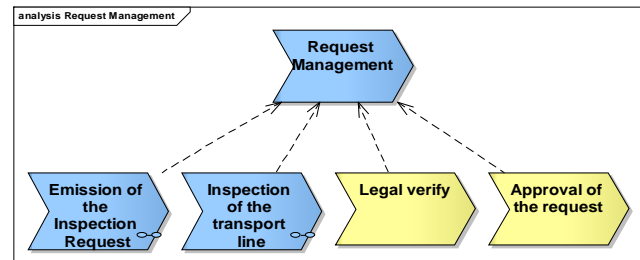 analysis Request Management
Request
Management
Emission of
the
Inspection
Request
Inspection
of the
transport
line
Legal verify
Approval of
the request